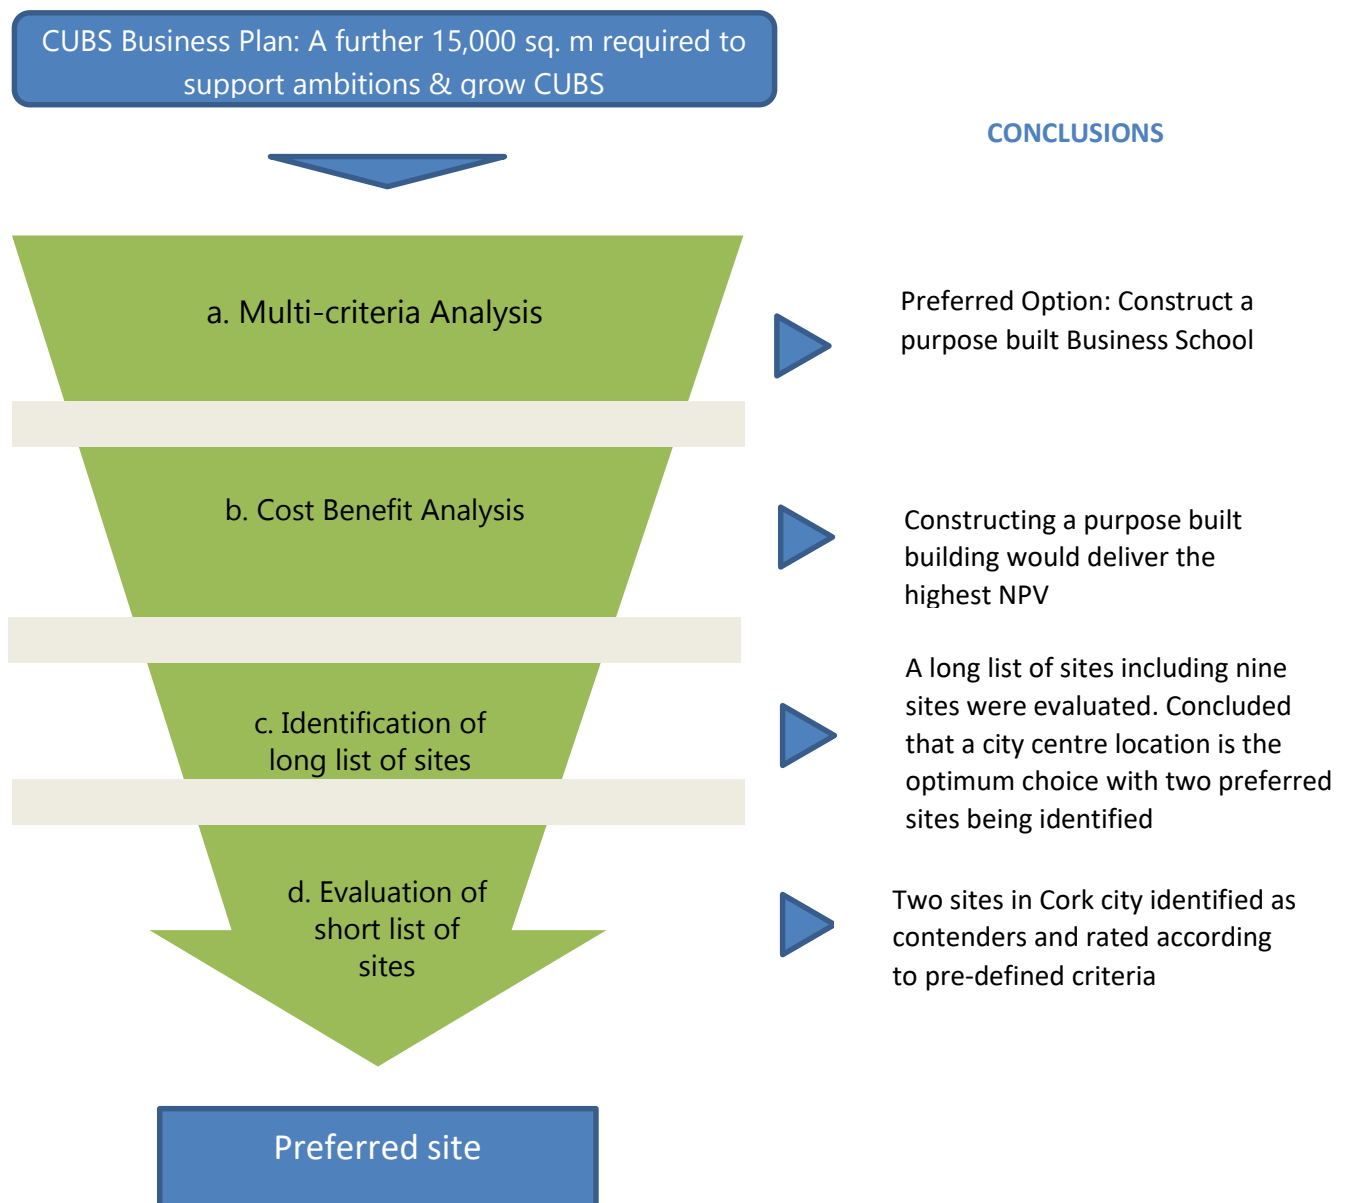 CUBS Business Plan: A further 15,000 sq. m required to
support ambitions & grow CUBS
CONCLUSIONS
a. Multi-criteria Analysis
Preferred Option: Construct a
purpose built Business School
b. Cost Benefit Analysis
Constructing a purpose built
building would deliver the
highest NPV
c. Identification of
long list of sites
A long list of sites including nine
sites were evaluated. Concluded
that a city centre location is the
optimum choice with two preferred
sites being identified
d. Evaluation of
short list of
sites
Two sites in Cork city identified as
contenders and rated according
to pre-defined criteria
Preferred site